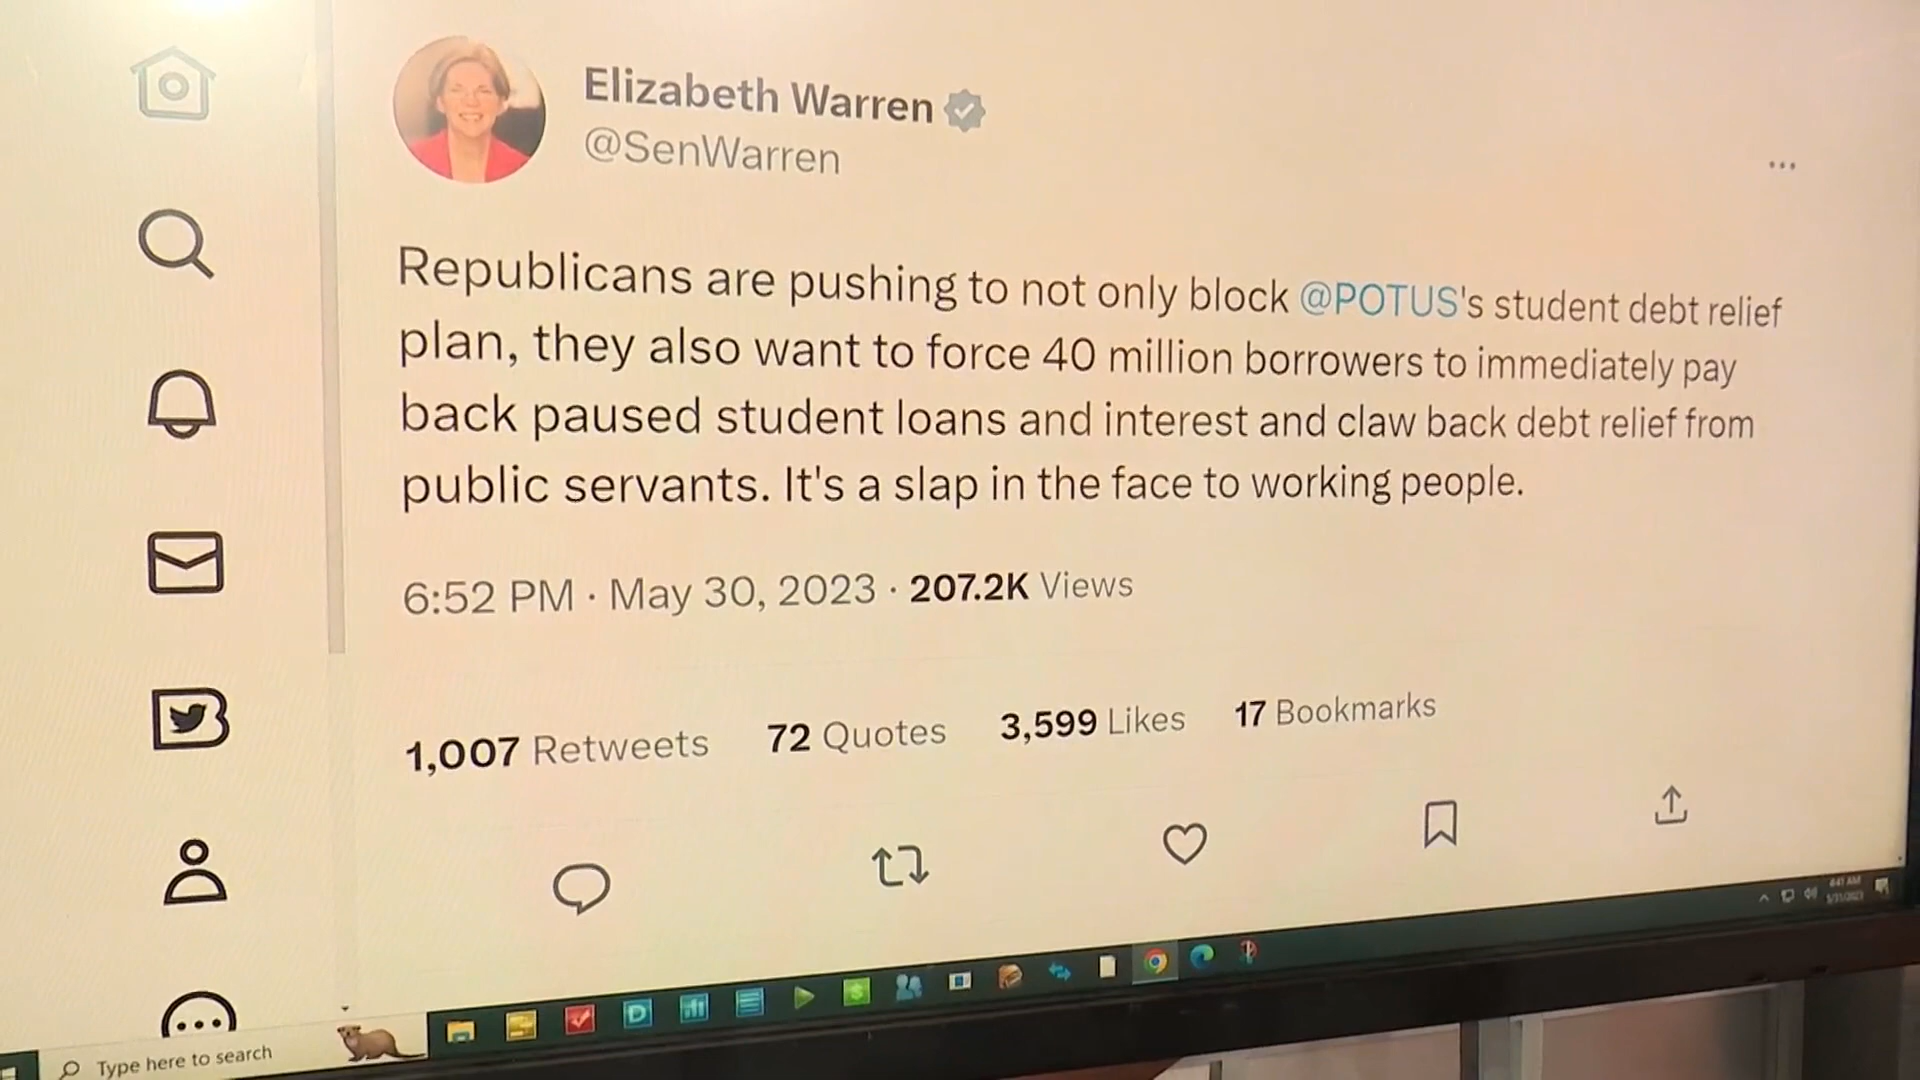 Elizabeth Warren
@SenWarren
Republicans are pushing to not only block @POTUS's student debt relief
plan, they also want to force 40 million borrowers to immediately pay
back paused student loans and interest and claw back debt relief from
public servants. It's a slap in the face to working people.
6:52 PM · May 30, 2023 · 207.2K Views
1,007 Retweets 72 Quotes 3,599 Likes 17 Bookmarks
Type here to search